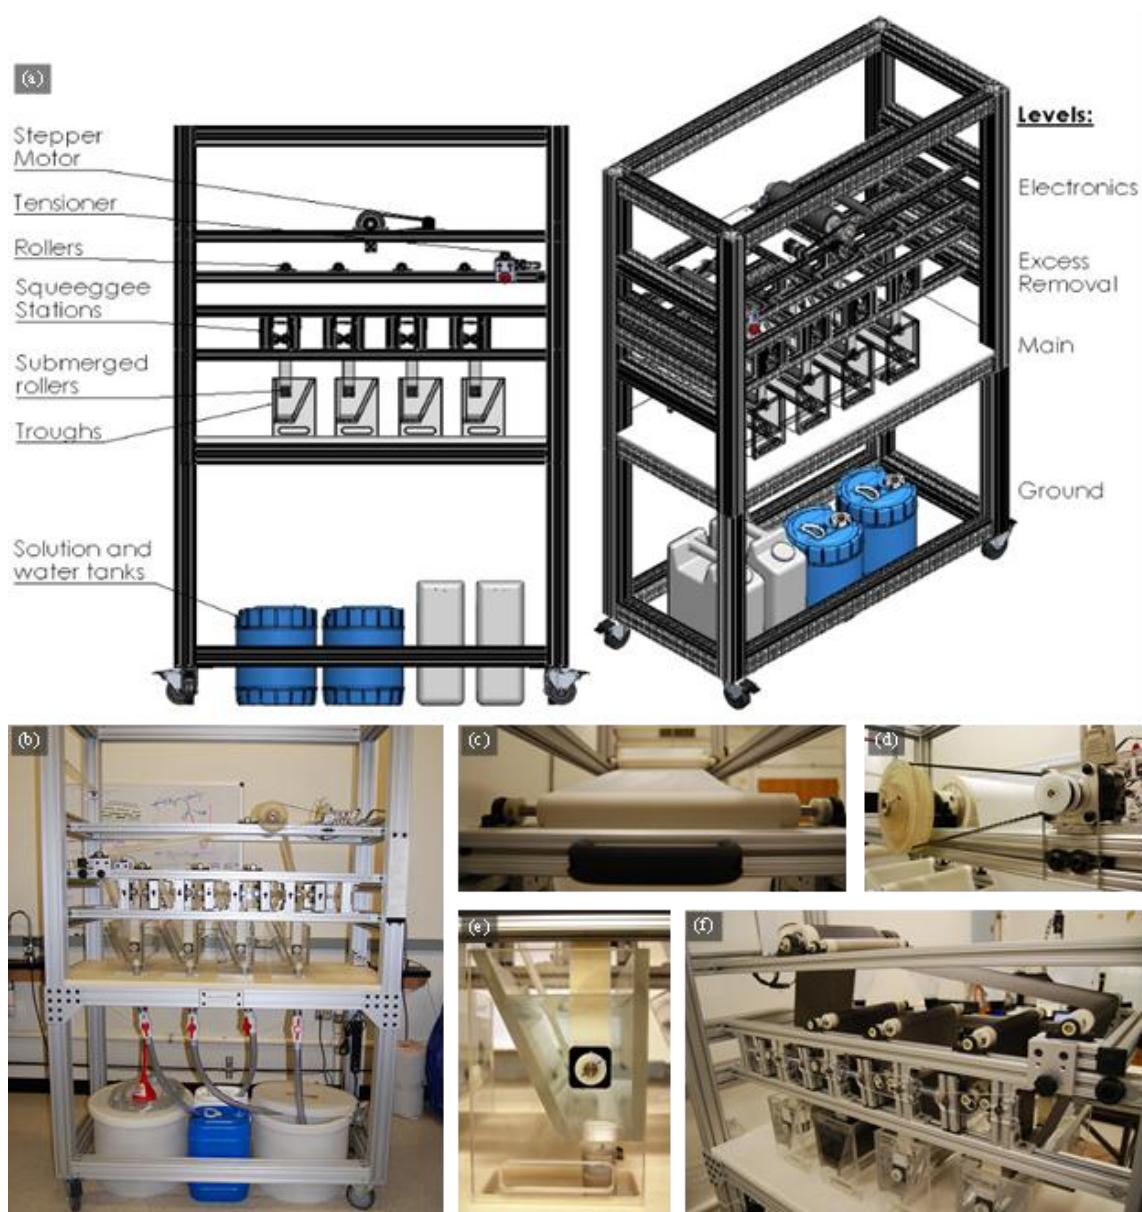 (a)
Stepper
Motor
Tensioner
Rollers
Squeeggee
Stations
Submerged
rollers
Troughs
Solution and
water tanks
Levels:
Electronics
Excess
Removal
Main
Ground
(b)
(c)
(d)
(e)
(f)